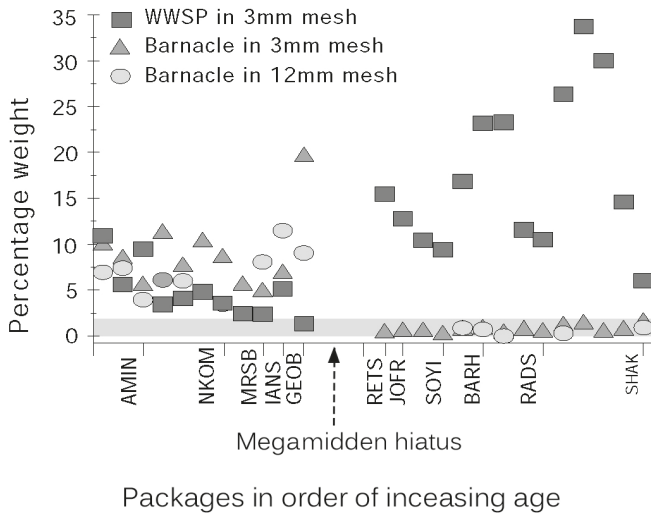 35
30
25
20
15
10
5
0
Percentage weight
WWSP in 3mm mesh
Barnacle in 3mm mesh
Barnacle in 12mm mesh
AMIN
NKOM
MRSB
IANS
GEOB
RETS
JOFR
SOYI
BARH
RADS
SHAK
Megamidden hiatus
Packages in order of inceasing age